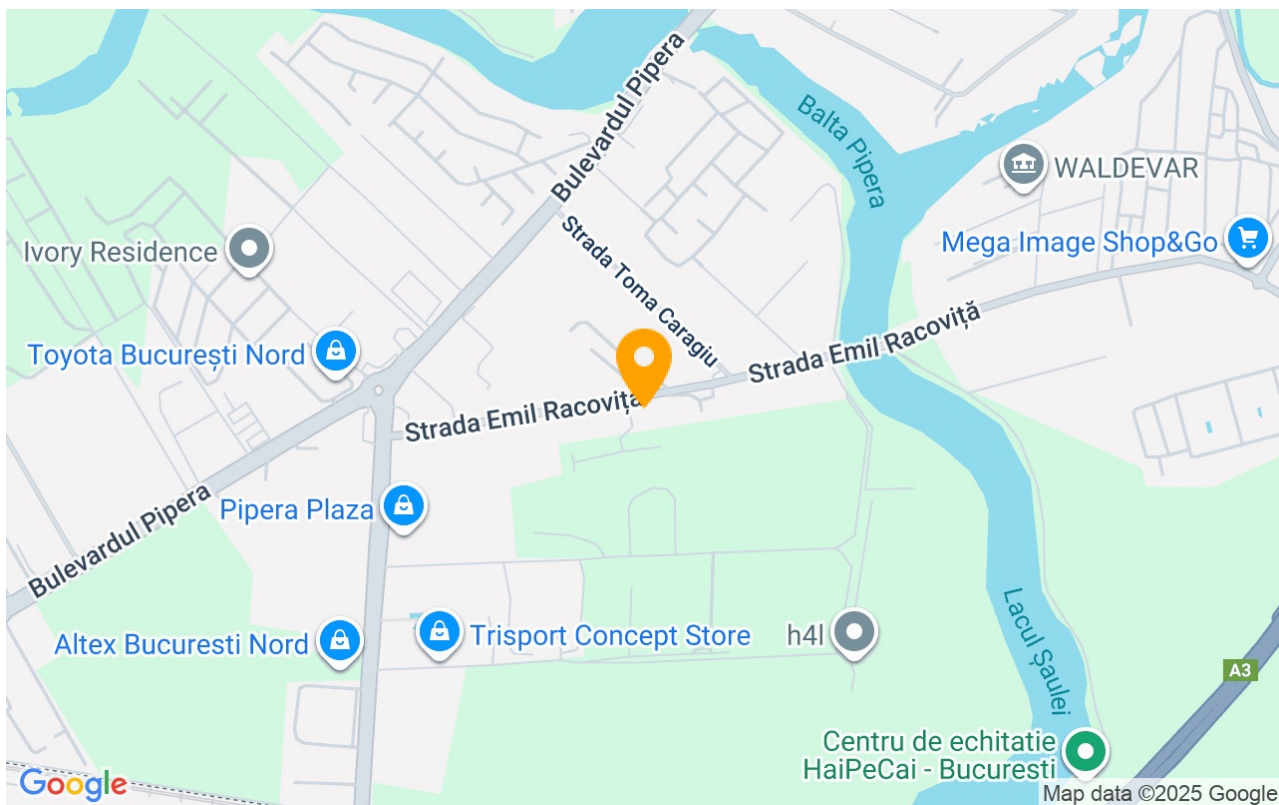 Bulevardul Pipera
Balta Pipera
WALDEVAR
Ivory Residence
Strada Toma Caragiu
Mega Image Shop&Go
Toyota București Nord
Strada Emil Racoviță
Strada Emil Racoviță
Pipera Plaza
Bulevardul Pipera
Altex Bucuresti Nord
Trisport Concept Store
h4l
Lacul Șaulei
A3
Centru de echitatie
HaiPeCai - Bucuresti
Google
Map data ©2025 Google